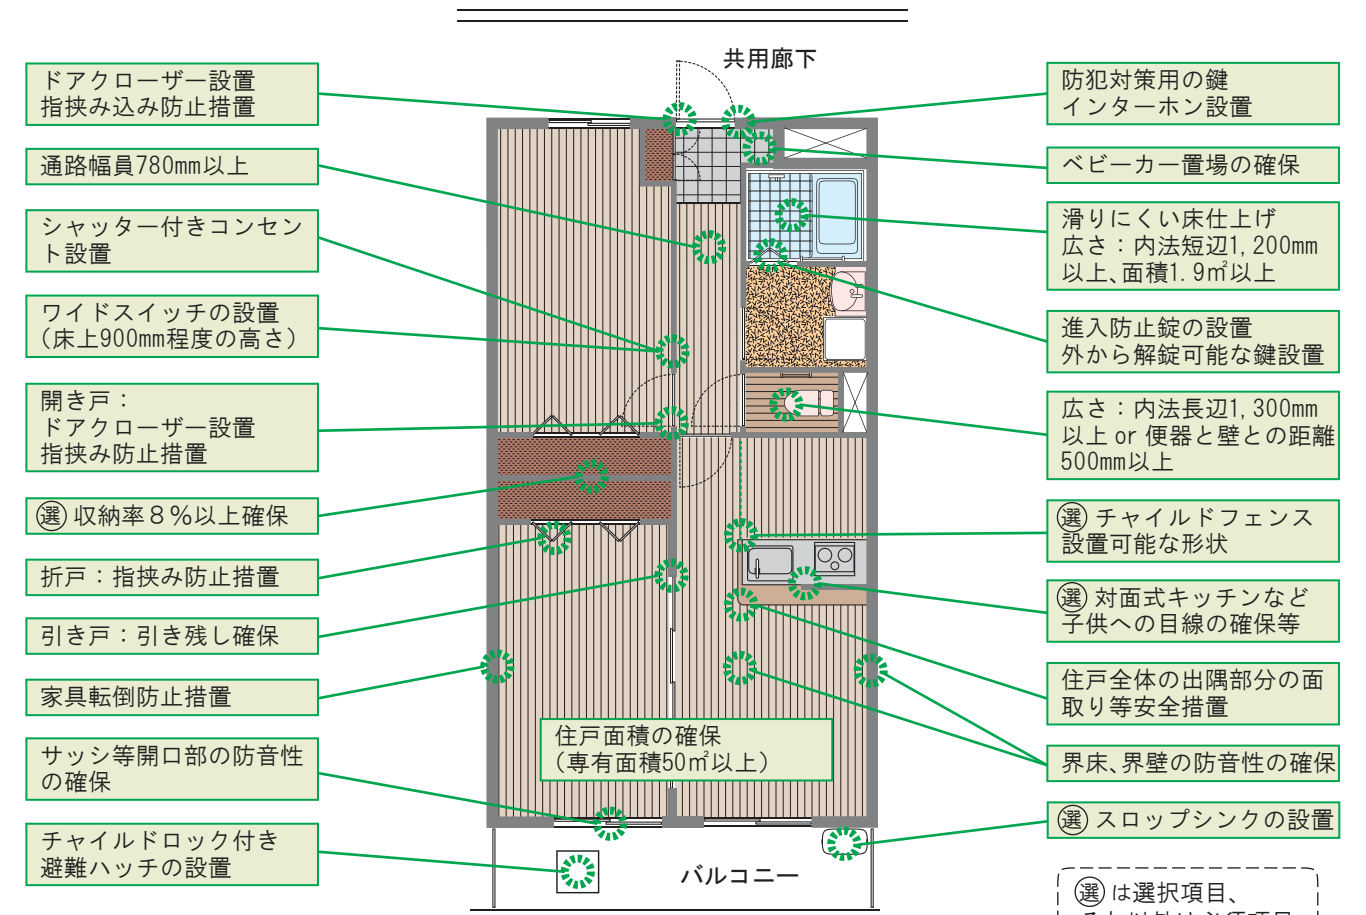 共用廊下
ドアクローザー設置
指挟み込み防止措置
通路幅員780mm以上
シャッター付きコンセン
ト設置
ワイドスイッチの設置
（床上900mm程度の高さ）
開き戸：
ドアクローザー設置
指挟み防止措置
選 収納率８％以上確保
折戸：指挟み防止措置
引き戸：引き残し確保
家具転倒防止措置
サッシ等開口部の防音性
の確保
チャイルドロック付き
避難ハッチの設置
住戸面積の確保
（専有面積50㎡以上）
バルコニー
防犯対策用の鍵
インターホン設置
ベビーカー置場の確保
滑りにくい床仕上げ
広さ：内法短辺1,200mm
以上、面積1.9㎡以上
進入防止錠の設置
外から解錠可能な鍵設置
広さ：内法長辺1,300mm
以上 or 便器と壁との距離
500mm以上
選 チャイルドフェンス
設置可能な形状
選 対面式キッチンなど
子供への目線の確保等
住戸全体の出隅部分の面
取り等安全措置
界床、界壁の防音性の確保
選 スロップシンクの設置
選 は選択項目、